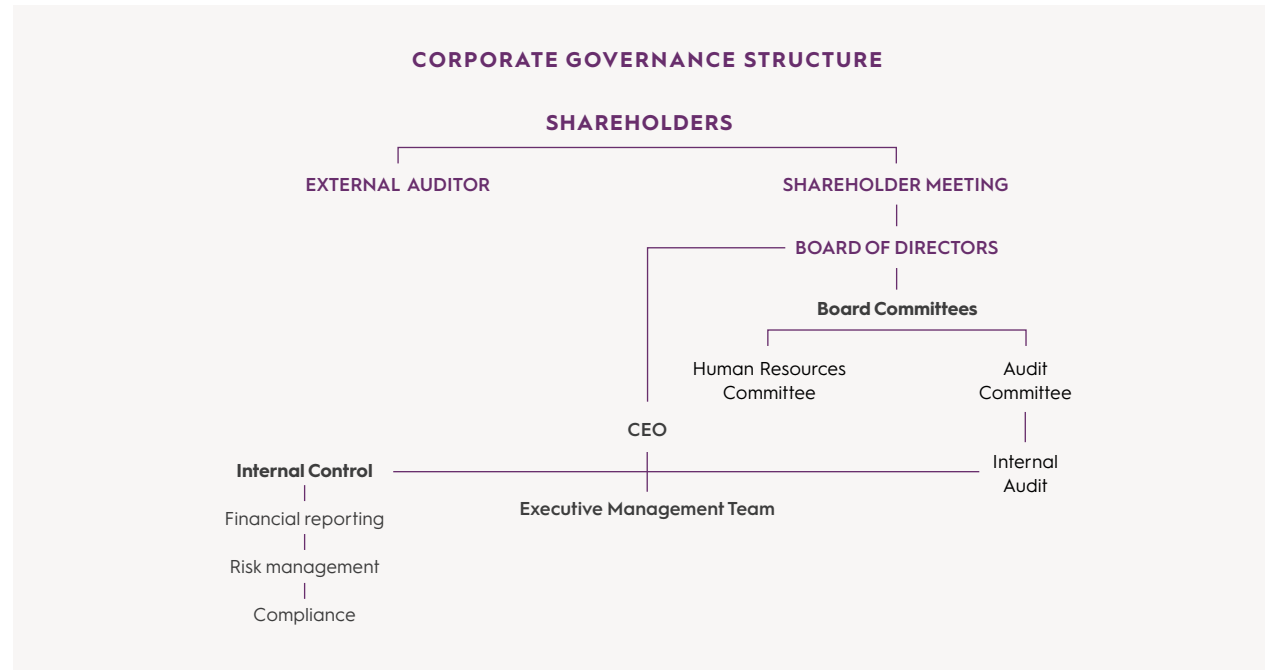 CORPORATE GOVERNANCE STRUCTURE
SHAREHOLDERS
EXTERNAL AUDITOR
SHAREHOLDER MEETING
BOARD OF DIRECTORS
Board Committees
Human Resources
Committee
Audit
Committee
CEO
Internal Control
Internal
Audit
Executive Management Team
Financial reporting
Risk management
Compliance